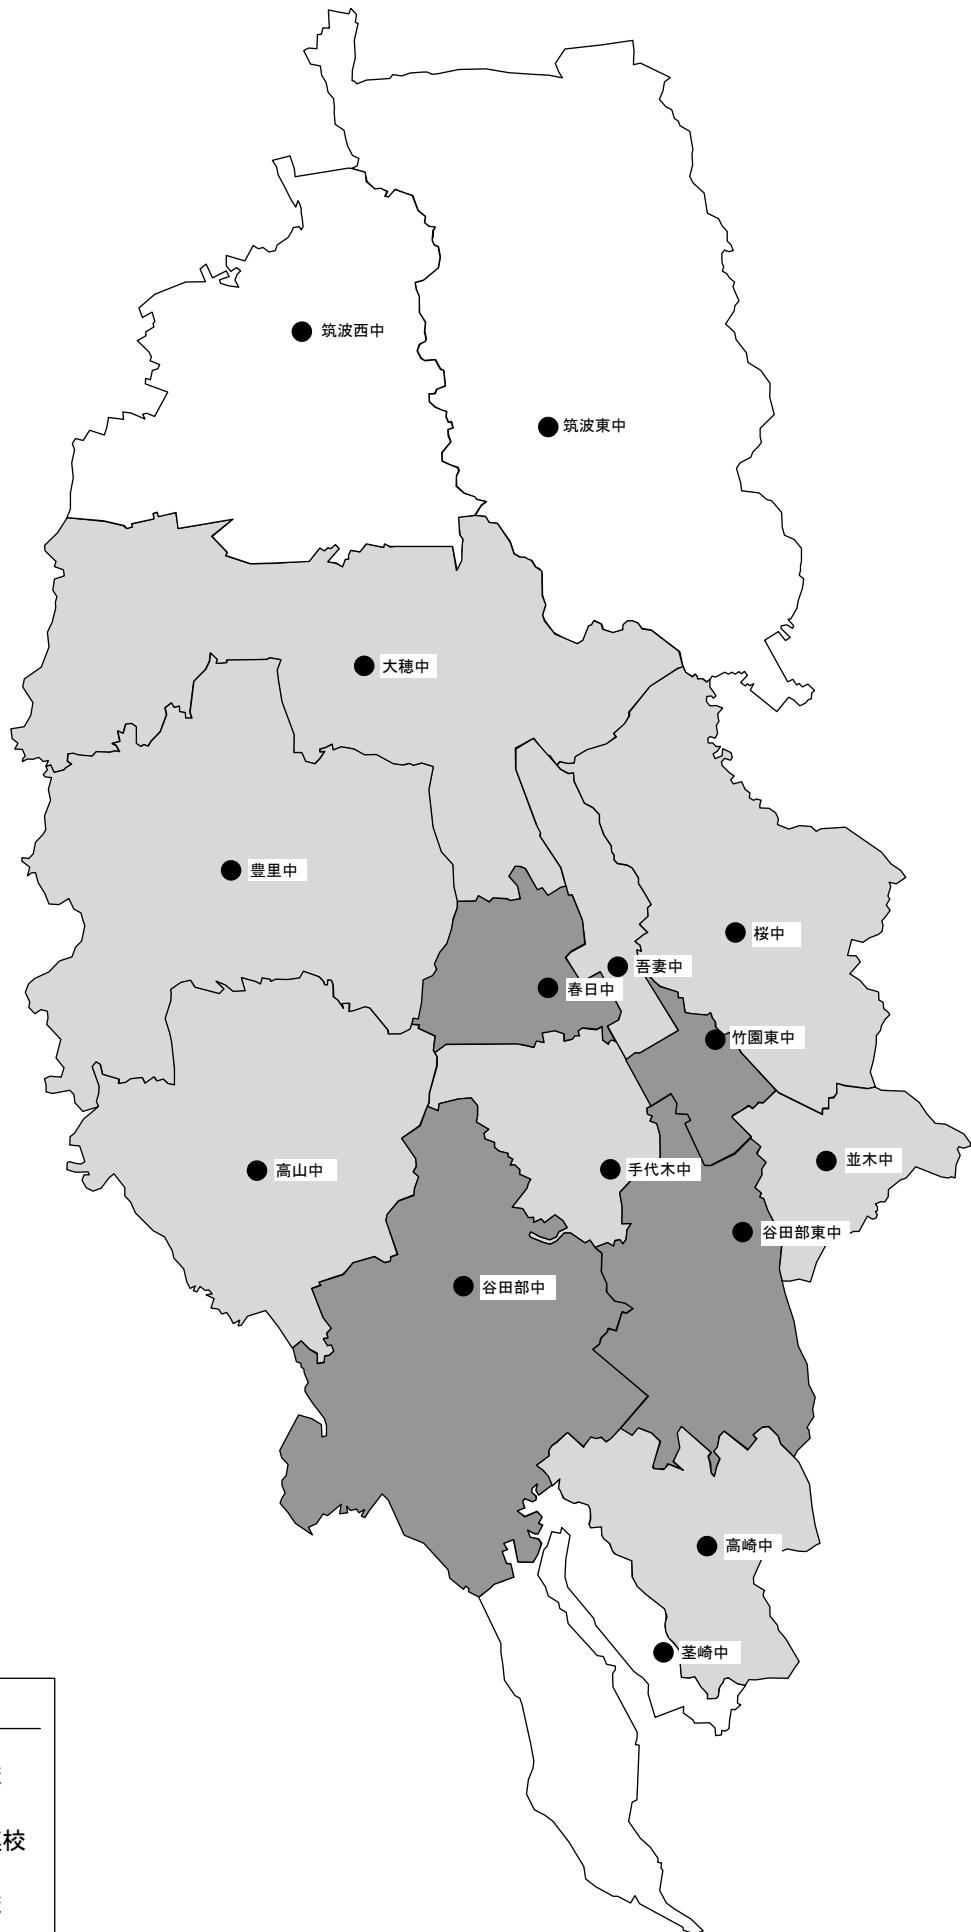 筑波西中
筑波東中
大穂中
豊里中
桜中
吾妻中
春日中
竹園東中
並木中
高山中
手代木中
谷田部東中
谷田部中
高崎中
茎崎中
校